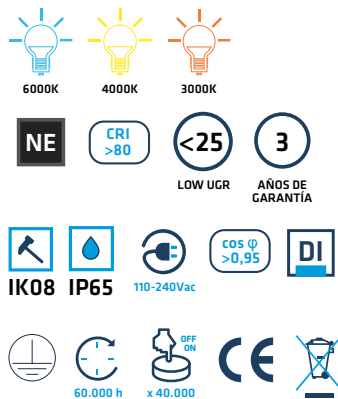 6000K 4000K 3000K
NE
CRI
>80
<25
3
LOW UGR
AÑOS DE
GARANTÍA
IK08
IP65
110-240Vac
cos φ
>0,95
DI
60.000 h
OFF
ON
x 40.000
CE